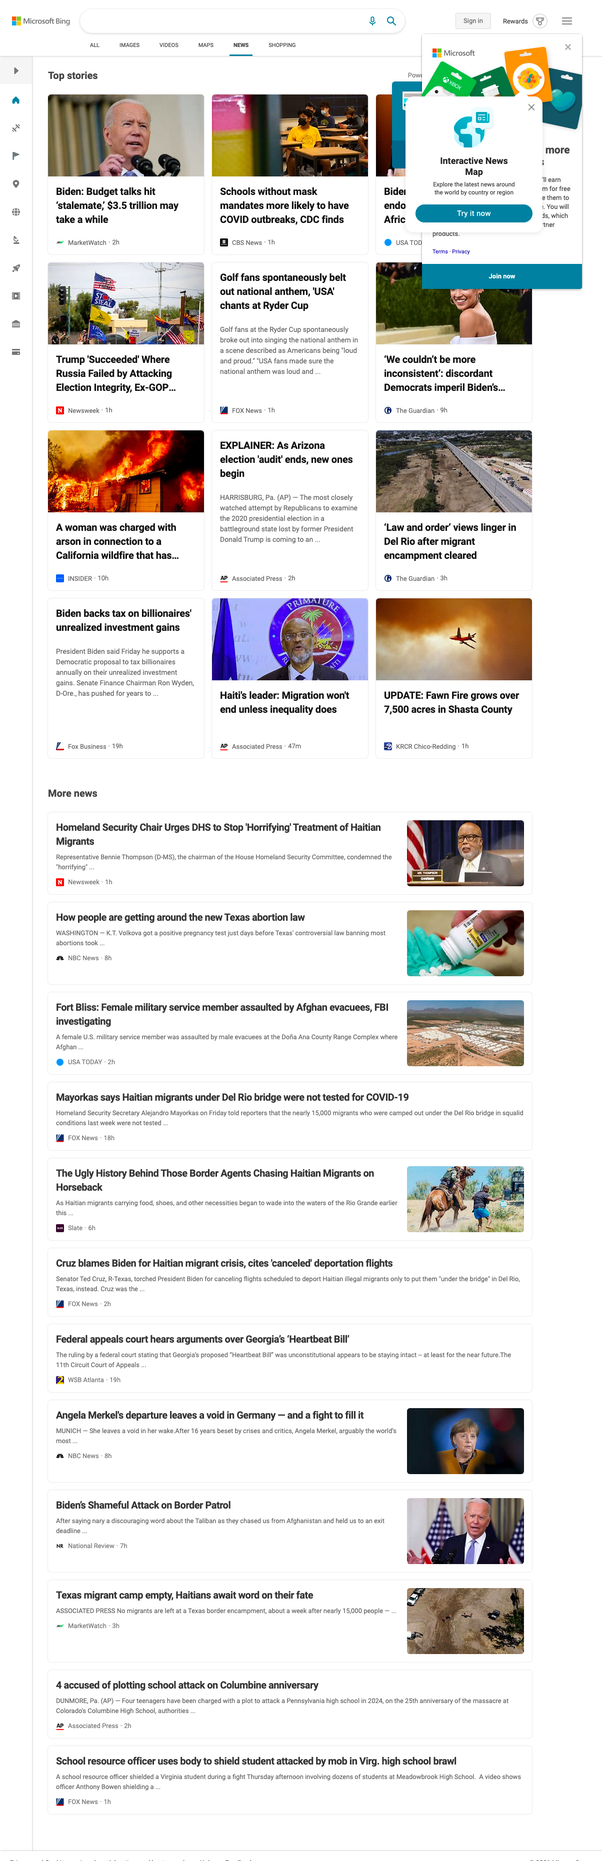 Microsoft Bing
Sign in
Rewards
ALL
IMAGES
VIDEOS
MAPS
NEWS
SHOPPING
Microsoft
more
s
'll earn
m for free
e them to
. You will
ds, which
rtner
products.
Terms · Privacy
Join now
Interactive News
Map
Explore the latest news around
the world by country or region
Try it now
Top stories
Powe
Biden: Budget talks hit
'stalemate,' $3.5 trillion may
take a while
MarketWatch · 2h
Schools without mask
mandates more likely to have
COVID outbreaks, CDC finds
CBS News · 1h
Biden
endo
Afric
USA TOD
Trump 'Succeeded' Where
Russia Failed by Attacking
Election Integrity, Ex-GOP...
Newsweek · 1h
Golf fans spontaneously belt
out national anthem, 'USA'
chants at Ryder Cup
Golf fans at the Ryder Cup spontaneously
broke out into singing the national anthem in
a scene described as Americans being "loud
and proud." "USA fans made sure the
national anthem was loud and ...
FOX News · 1h
'We couldn't be more
inconsistent': discordant
Democrats imperil Biden's...
The Guardian · 9h
A woman was charged with
arson in connection to a
California wildfire that has...
INSIDER · 10h
EXPLAINER: As Arizona
election 'audit' ends, new ones
begin
HARRISBURG, Pa. (AP) — The most closely
watched attempt by Republicans to examine
the 2020 presidential election in a
battleground state lost by former President
Donald Trump is coming to an ...
Associated Press · 2h
'Law and order' views linger in
Del Rio after migrant
encampment cleared
The Guardian · 3h
Biden backs tax on billionaires'
unrealized investment gains
President Biden said Friday he supports a
Democratic proposal to tax billionaires
annually on their unrealized investment
gains. Senate Finance Chairman Ron Wyden,
D-Ore., has pushed for years to ...
Fox Business · 19h
Haiti's leader: Migration won't
end unless inequality does
Associated Press · 47m
UPDATE: Fawn Fire grows over
7,500 acres in Shasta County
KRCR Chico-Redding · 1h
More news
Homeland Security Chair Urges DHS to Stop 'Horrifying' Treatment of Haitian
Migrants
Representative Bennie Thompson (D-MS), the chairman of the House Homeland Security Committee, condemned the
"horrifying" ...
Newsweek · 1h
How people are getting around the new Texas abortion law
WASHINGTON — K.T. Volkova got a positive pregnancy test just days before Texas' controversial law banning most
abortions took ...
NBC News · 8h
Fort Bliss: Female military service member assaulted by Afghan evacuees, FBI
investigating
A female U.S. military service member was assaulted by male evacuees at the Doña Ana County Range Complex where
Afghan ...
USA TODAY · 2h
Mayorkas says Haitian migrants under Del Rio bridge were not tested for COVID-19
Homeland Security Secretary Alejandro Mayorkas on Friday told reporters that the nearly 15,000 migrants who were camped out under the Del Rio bridge in squalid
conditions last week were not tested ...
FOX News · 18h
The Ugly History Behind Those Border Agents Chasing Haitian Migrants on
Horseback
As Haitian migrants carrying food, shoes, and other necessities began to wade into the waters of the Rio Grande earlier
this ...
Slate · 6h
Cruz blames Biden for Haitian migrant crisis, cites 'canceled' deportation flights
Senator Ted Cruz, R-Texas, torched President Biden for canceling flights scheduled to deport Haitian illegal migrants only to put them "under the bridge" in Del Rio,
Texas, instead. Cruz was the ...
FOX News · 2h
Federal appeals court hears arguments over Georgia's 'Heartbeat Bill'
The ruling by a federal court stating that Georgia's proposed "Heartbeat Bill" was unconstitutional appears to be staying intact – at least for the near future.The
11th Circuit Court of Appeals ...
WSB Atlanta · 19h
Angela Merkel's departure leaves a void in Germany — and a fight to fill it
MUNICH — She leaves a void in her wake.After 16 years beset by crises and critics, Angela Merkel, arguably the world's
most ...
NBC News · 8h
Biden's Shameful Attack on Border Patrol
After saying nary a discouraging word about the Taliban as they chased us from Afghanistan and held us to an exit
deadline ...
National Review · 7h
Texas migrant camp empty, Haitians await word on their fate
ASSOCIATED PRESS No migrants are left at a Texas border encampment, about a week after nearly 15,000 people — ...
MarketWatch · 3h
4 accused of plotting school attack on Columbine anniversary
DUNMORE, Pa. (AP) — Four teenagers have been charged with a plot to attack a Pennsylvania high school in 2024, on the 25th anniversary of the massacre at
Colorado's Columbine High School, authorities ...
Associated Press · 2h
School resource officer uses body to shield student attacked by mob in Virg. high school brawl
A school resource officer shielded a Virginia student during a fight Thursday afternoon involving dozens of students at Meadowbrook High School. A video shows
officer Anthony Bowen shielding a ...
FOX News · 1h